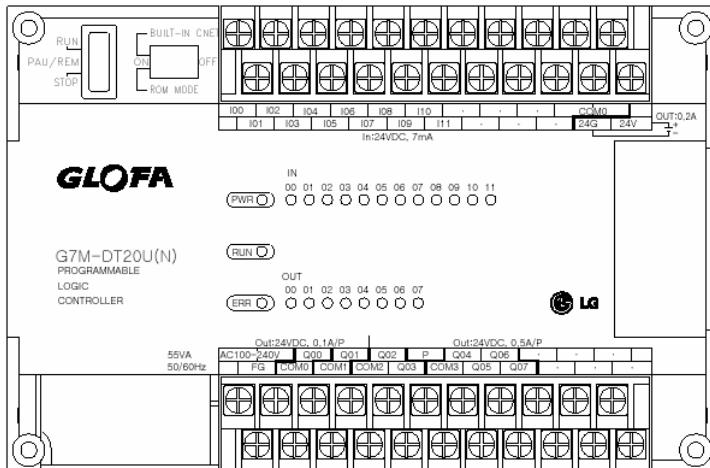 RUN
PAU/REM
STOP
BUILT-IN CNET
ON OFF
ROM MODE
I00 I02 I04 I06 I08 I10 · · · COM0
I01 I03 I05 I07 I09 I11 · · · 24G 24V
OUT:0.2A
+
-
In:24VDC, 7mA
GLOFA
IN
00 01 02 03 04 05 06 07 08 09 10 11
PWR
G7M-DT20U(N)
PROGRAMMABLE
LOGIC
CONTROLLER
RUN
OUT
00 01 02 03 04 05 06 07
ERR
LG
Out:24VDC, 0.1A/P Out:24VDC, 0.5A/P
55VA AC100-240V Q00 Q01 Q02 P Q04 Q06 · · · ·
50/60Hz FG COM0 COM1 COM2 Q03 COM3 Q05 Q07 · · ·